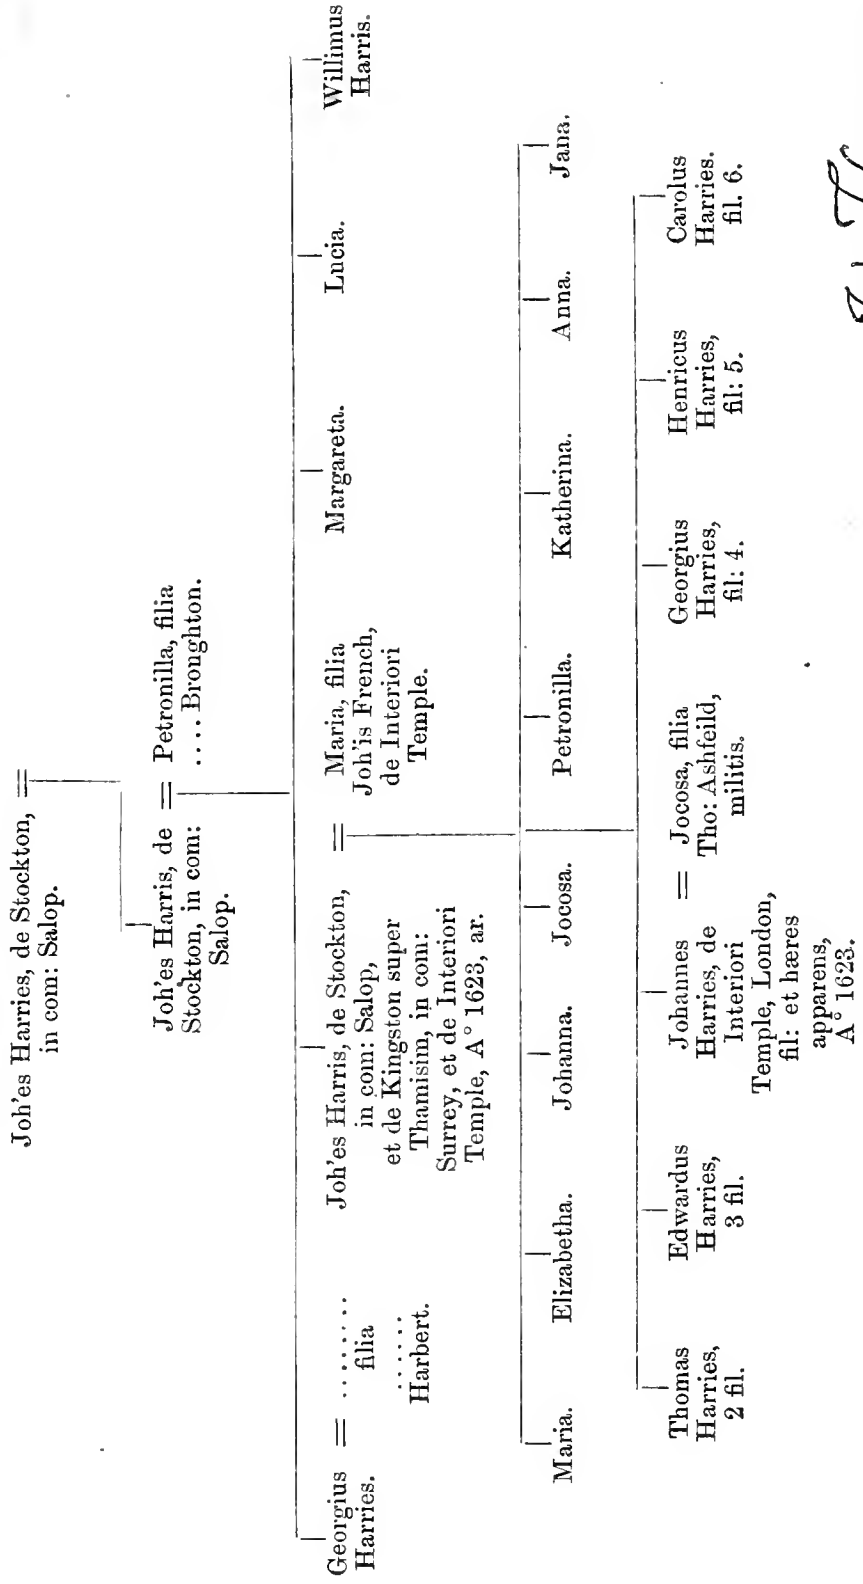 Joh'es Harries, de Stockton, =
in com: Salop.
Joh'es Harris, de = Petronilla, filia
Stockton, in com: .... Broughton.
Salop.
Georgius = .........
Harries. filia
.......
Harbert.
Joh'es Harris, de Stockton, =
in com: Salop,
et de Kingston super
Thamisim, in com:
Surrey, et de Interiori
Temple, A° 1623, ar.
Maria, filia
Joh'is French,
de Interiori
Temple.
Margareta.
Lucia.
Willimus
Harris.
Maria.
Elizabetha.
Johanna.
Jocosa.
Petronilla.
Katherina.
Anna.
Jana.
Thomas
Harries,
2 fil.
Edwardus
Harries,
3 fil.
Johannes =
Harries, de
Interiori
Temple, London,
fil: et hæres
apparens,
A° 1623.
Jocosa, filia
Tho: Ashfeild,
militis.
Georgius
Harries,
fil: 4.
Henricus
Harries,
fil: 5.
Carolus
Harries.
fil. 6.